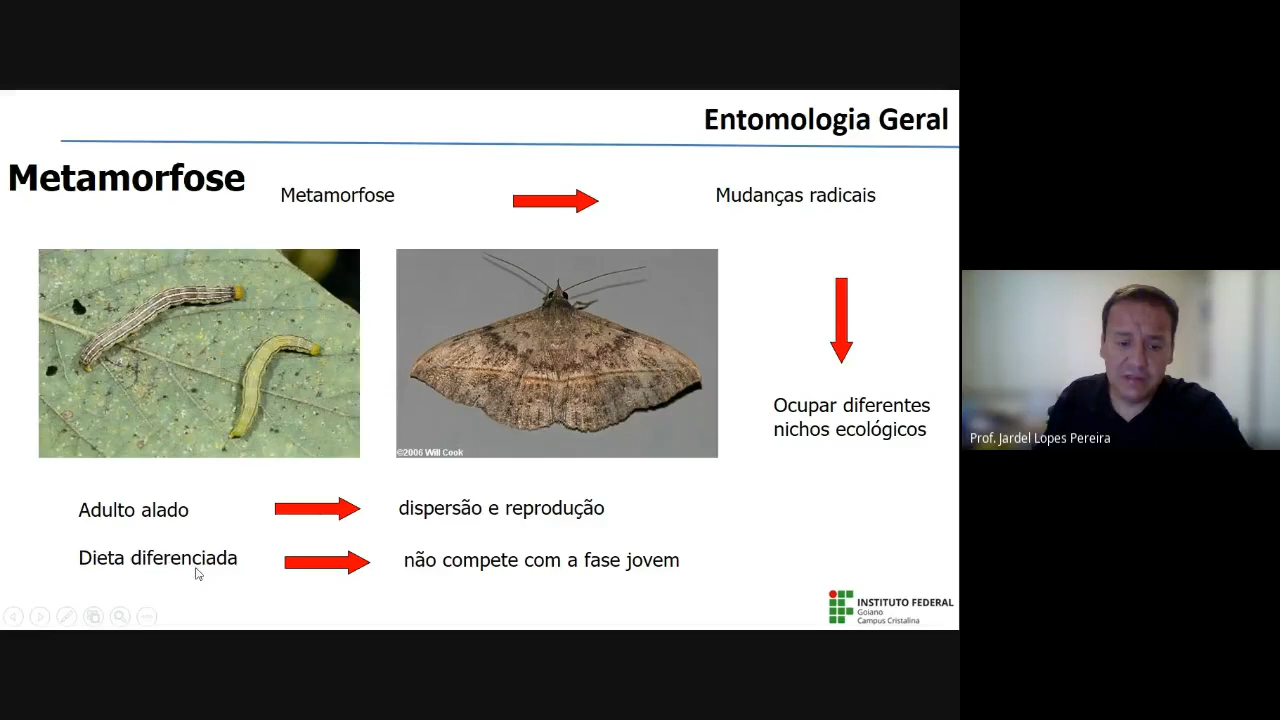 Entomologia Geral
Metamorfose
Metamorfose
Mudanças radicais
Ocupar diferentes
nichos ecológicos
©2006 Will Cook
Adulto alado
dispersão e reprodução
Dieta diferenciada
não compete com a fase jovem
INSTITUTO FEDERAL
Goiano
Campus Cristalina
Prof. Jardel Lopes Pereira